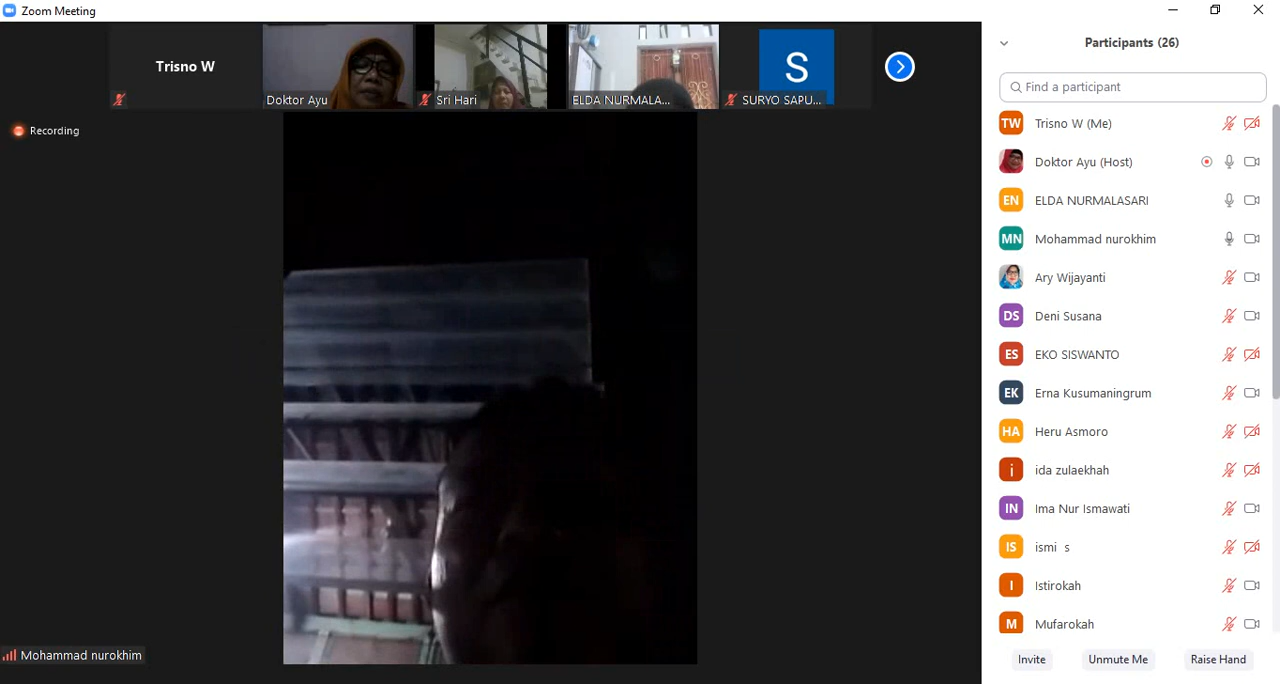 Zoom Meeting
Trisno W
Doktor Ayu
Sri Hari
ELDA NURMALA...
S
SURYO SAPU...
Recording
Mohammad nurokhim
Participants (26)
Find a participant
TW Trisno W (Me)
Doktor Ayu (Host)
EN ELDA NURMALASARI
MN Mohammad nurokhim
Ary Wijayanti
DS Deni Susana
ES EKO SISWANTO
EK Erna Kusumaningrum
HA Heru Asmoro
i ida zulaekhah
IN Ima Nur Ismawati
IS ismi s
I Istirokah
M Mufarokah
Invite Unmute Me Raise Hand